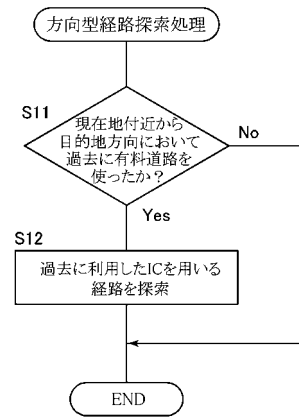 方向型経路探索処理
S11
現在地付近から
目的地方向において
過去に有料道路を
使ったか？
No
Yes
S12
過去に利用したICを用いる
経路を探索
END